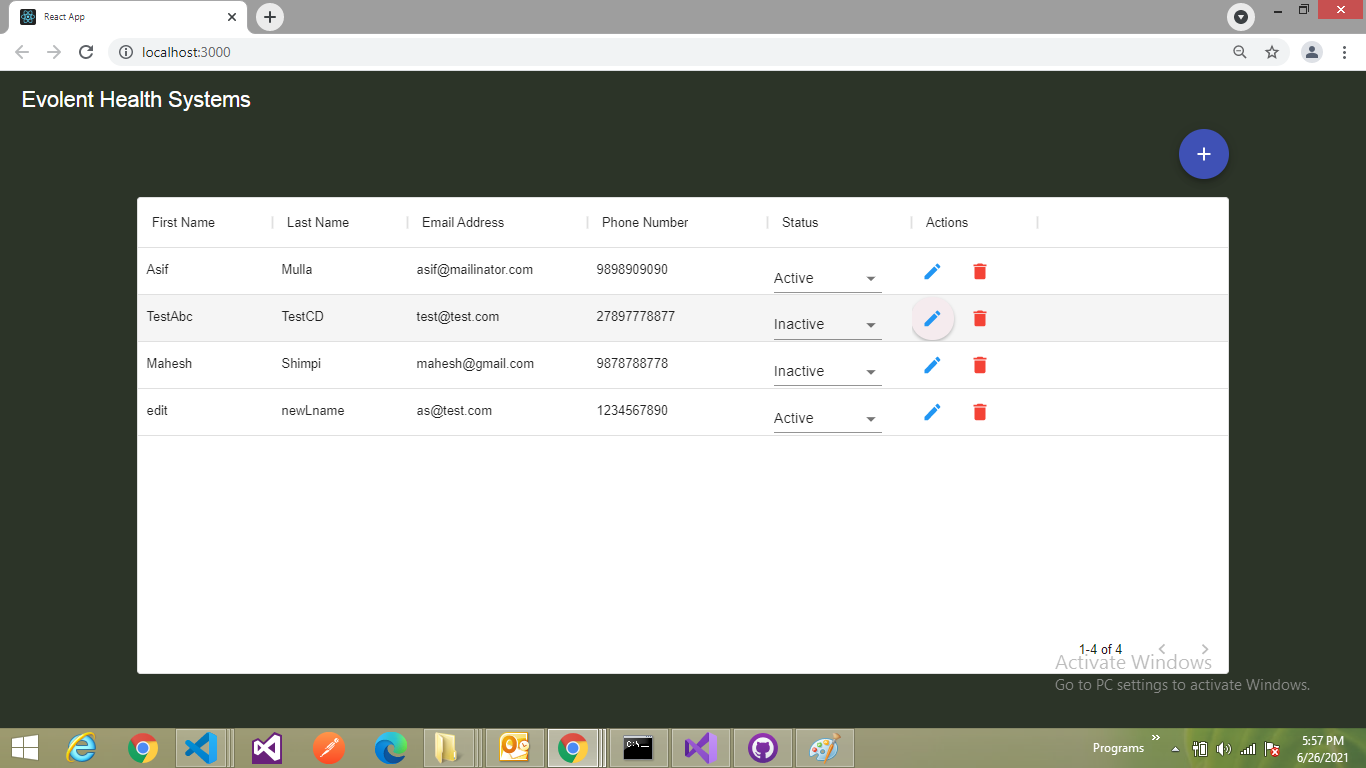 React App
localhost:3000
Evolent Health Systems
+
First Name Last Name Email Address Phone Number Status Actions
Asif Mulla asif@mailinator.com 9898909090 Active
TestAbc TestCD test@test.com 27897778877 Inactive
Mahesh Shimpi mahesh@gmail.com 9878788778 Inactive
edit newLname as@test.com 1234567890 Active
1-4 of 4
Activate Windows
Go to PC settings to activate Windows.
C:\_
Programs
5:57 PM
6/26/2021